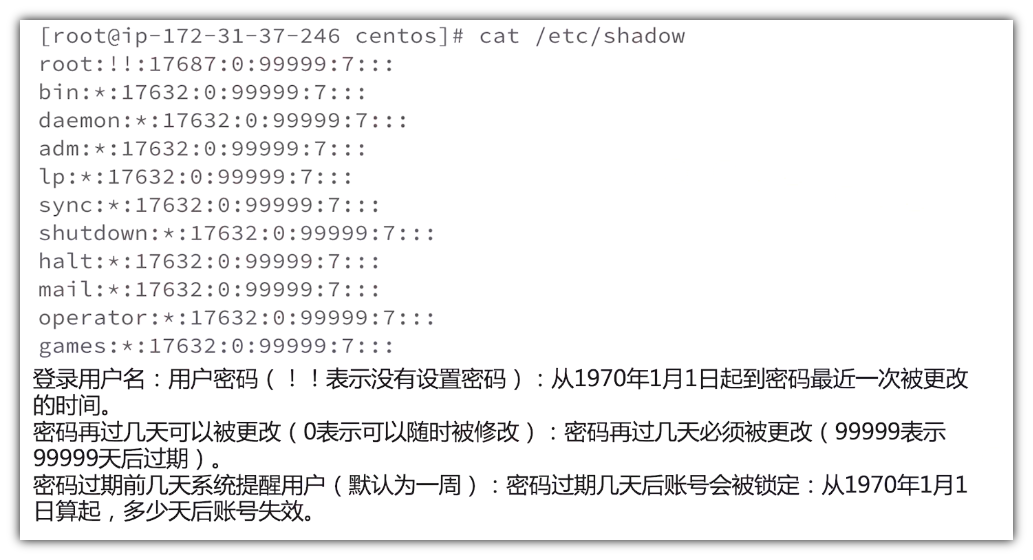 [root@ip-172-31-37-246 centos]# cat /etc/shadow
root:!!:17687:0:99999:7:::
bin:*:17632:0:99999:7:::
daemon:*:17632:0:99999:7:::
adm:*:17632:0:99999:7:::
lp:*:17632:0:99999:7:::
sync:*:17632:0:99999:7:::
shutdown:*:17632:0:99999:7:::
halt:*:17632:0:99999:7:::
mail:*:17632:0:99999:7:::
operator:*:17632:0:99999:7:::
games:*:17632:0:99999:7:::
登录用户名：用户密码（！！表示没有设置密码）：从1970年1月1日起到密码最近一次被更改
的时间。
密码再过几天可以被更改（0表示可以随时被修改）：密码再过几天必须被更改（99999表示
99999天后过期）。
密码过期前几天系统提醒用户（默认为一周）：密码过期几天后账号会被锁定：从1970年1月1
日算起，多少天后账号失效。